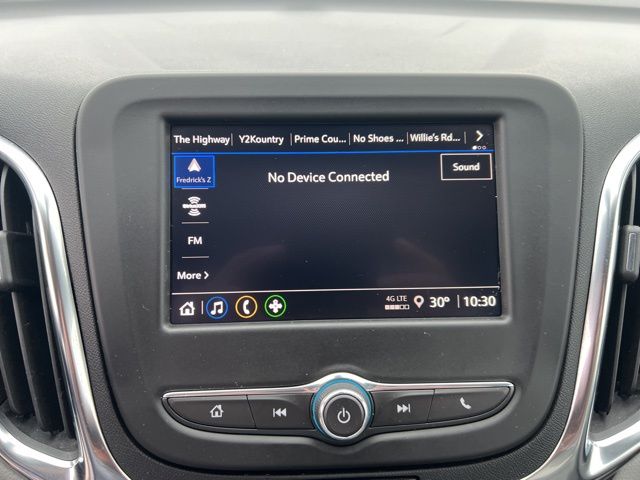 The Highway Y2Kountry Prime Cou... No Shoes ... Willie's Rd...
Fredrick's Z
No Device Connected
Sound
SiriusXM
FM
More
4G LTE 30° 10:30